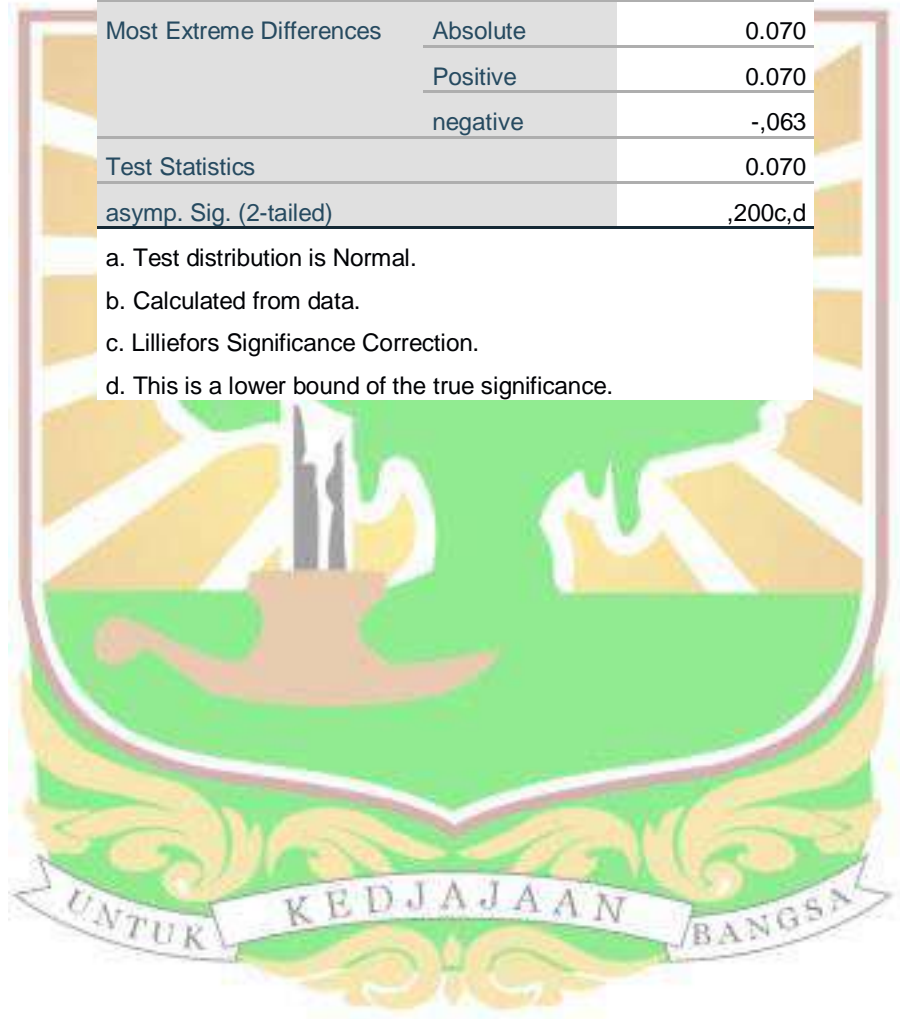 Most Extreme Differences Absolute 0.070
Positive 0.070
negative -,063
Test Statistics 0.070
asymp. Sig. (2-tailed) ,200c,d
a. Test distribution is Normal.
b. Calculated from data.
c. Lilliefors Significance Correction.
d. This is a lower bound of the true significance.
UNTUK KEDJAJAAN BANGSA